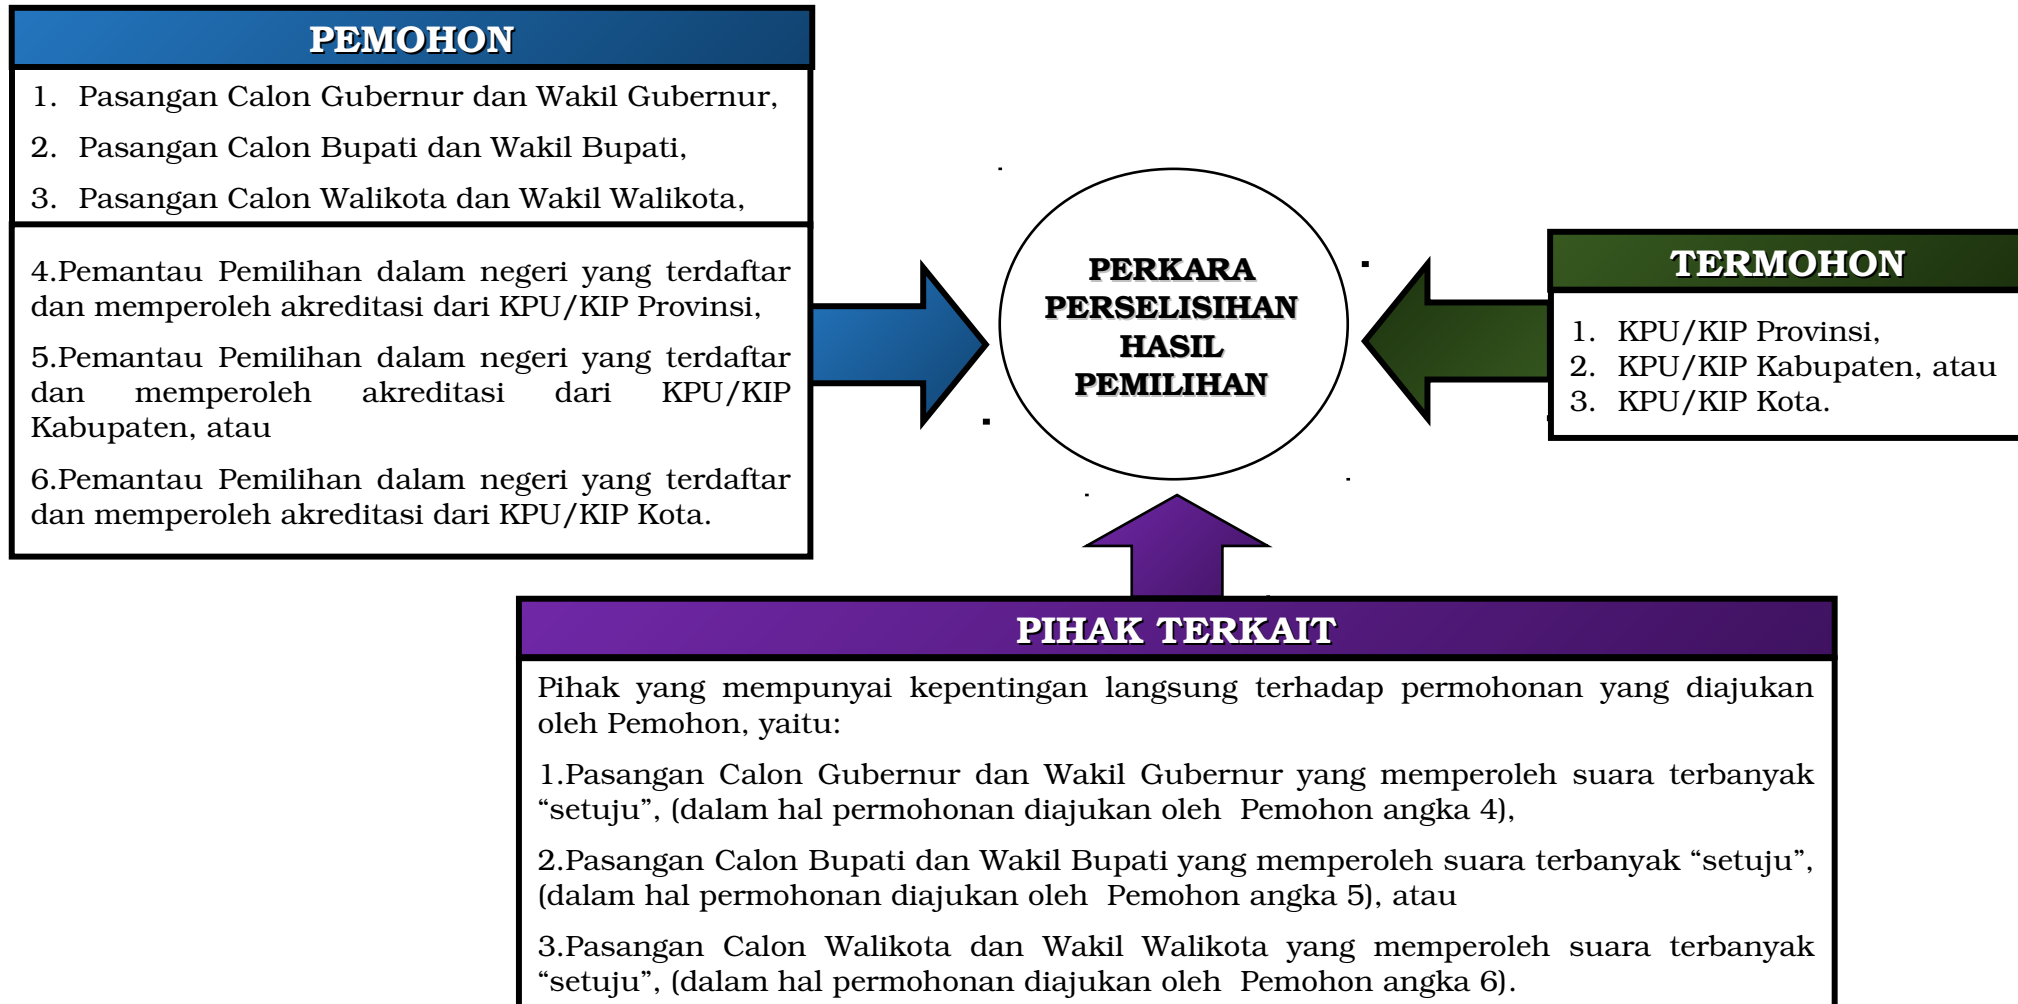 PEMOHON
1. Pasangan Calon Gubernur dan Wakil Gubernur,
2. Pasangan Calon Bupati dan Wakil Bupati,
3. Pasangan Calon Walikota dan Wakil Walikota,
4.Pemantau Pemilihan dalam negeri yang terdaftar
dan memperoleh akreditasi dari KPU/KIP Provinsi,
5.Pemantau Pemilihan dalam negeri yang terdaftar
dan memperoleh akreditasi dari KPU/KIP
Kabupaten, atau
6.Pemantau Pemilihan dalam negeri yang terdaftar
dan memperoleh akreditasi dari KPU/KIP Kota.
PERKARA
PERSELISIHAN
HASIL
PEMILIHAN
TERMOHON
1. KPU/KIP Provinsi,
2. KPU/KIP Kabupaten, atau
3. KPU/KIP Kota.
PIHAK TERKAIT
Pihak yang mempunyai kepentingan langsung terhadap permohonan yang diajukan
oleh Pemohon, yaitu:
1.Pasangan Calon Gubernur dan Wakil Gubernur yang memperoleh suara terbanyak
“setuju”, (dalam hal permohonan diajukan oleh Pemohon angka 4),
2.Pasangan Calon Bupati dan Wakil Bupati yang memperoleh suara terbanyak “setuju”,
(dalam hal permohonan diajukan oleh Pemohon angka 5), atau
3.Pasangan Calon Walikota dan Wakil Walikota yang memperoleh suara terbanyak
“setuju”, (dalam hal permohonan diajukan oleh Pemohon angka 6).